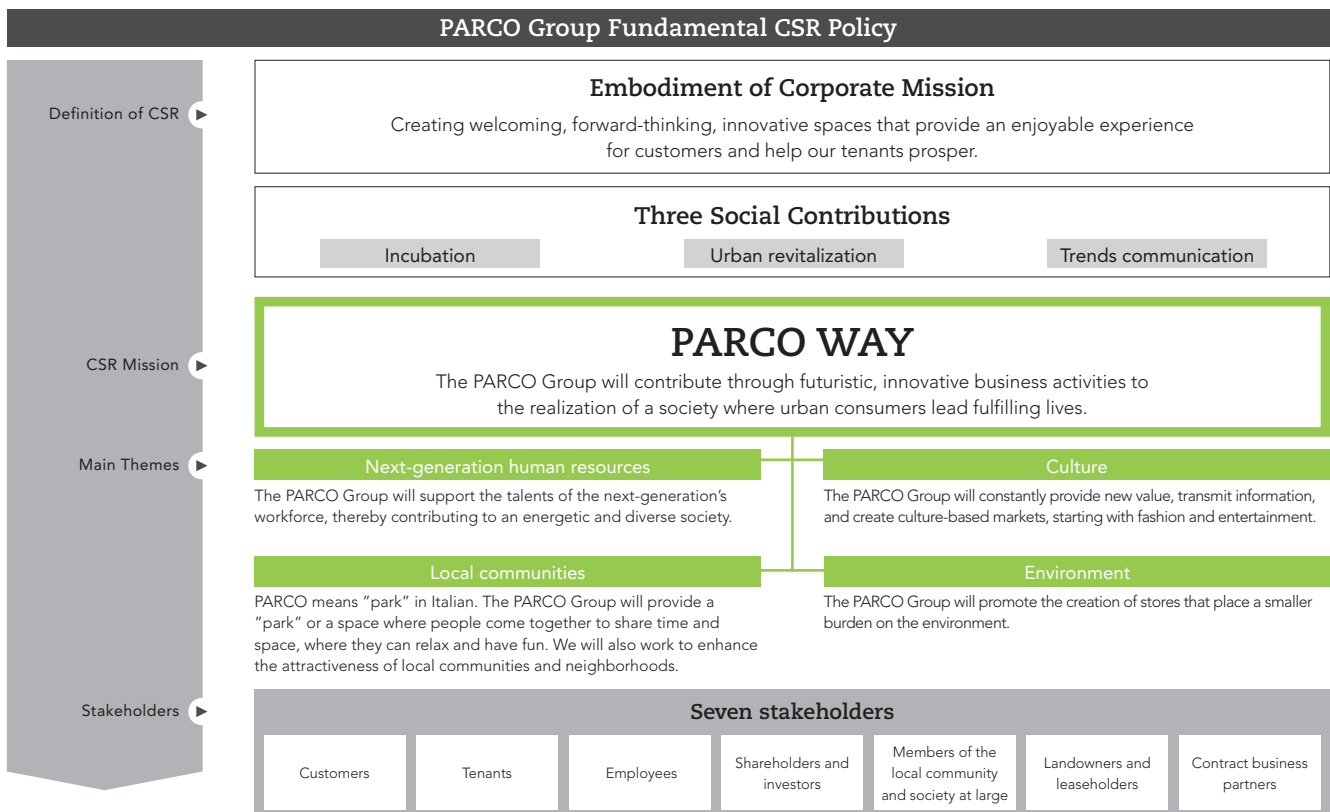 PARCO Group Fundamental CSR Policy
Definition of CSR
Embodiment of Corporate Mission
Creating welcoming, forward-thinking, innovative spaces that provide an enjoyable experience
for customers and help our tenants prosper.
Three Social Contributions
Incubation
Urban revitalization
Trends communication
CSR Mission
PARCO WAY
The PARCO Group will contribute through futuristic, innovative business activities to
the realization of a society where urban consumers lead fulfilling lives.
Main Themes
Next-generation human resources
The PARCO Group will support the talents of the next-generation's
workforce, thereby contributing to an energetic and diverse society.
Culture
The PARCO Group will constantly provide new value, transmit information,
and create culture-based markets, starting with fashion and entertainment.
Local communities
PARCO means "park" in Italian. The PARCO Group will provide a
"park" or a space where people come together to share time and
space, where they can relax and have fun. We will also work to enhance
the attractiveness of local communities and neighborhoods.
Environment
The PARCO Group will promote the creation of stores that place a smaller
burden on the environment.
Stakeholders
Seven stakeholders
Customers
Tenants
Employees
Shareholders and
investors
Members of the
local community
and society at large
Landowners and
leaseholders
Contract business
partners